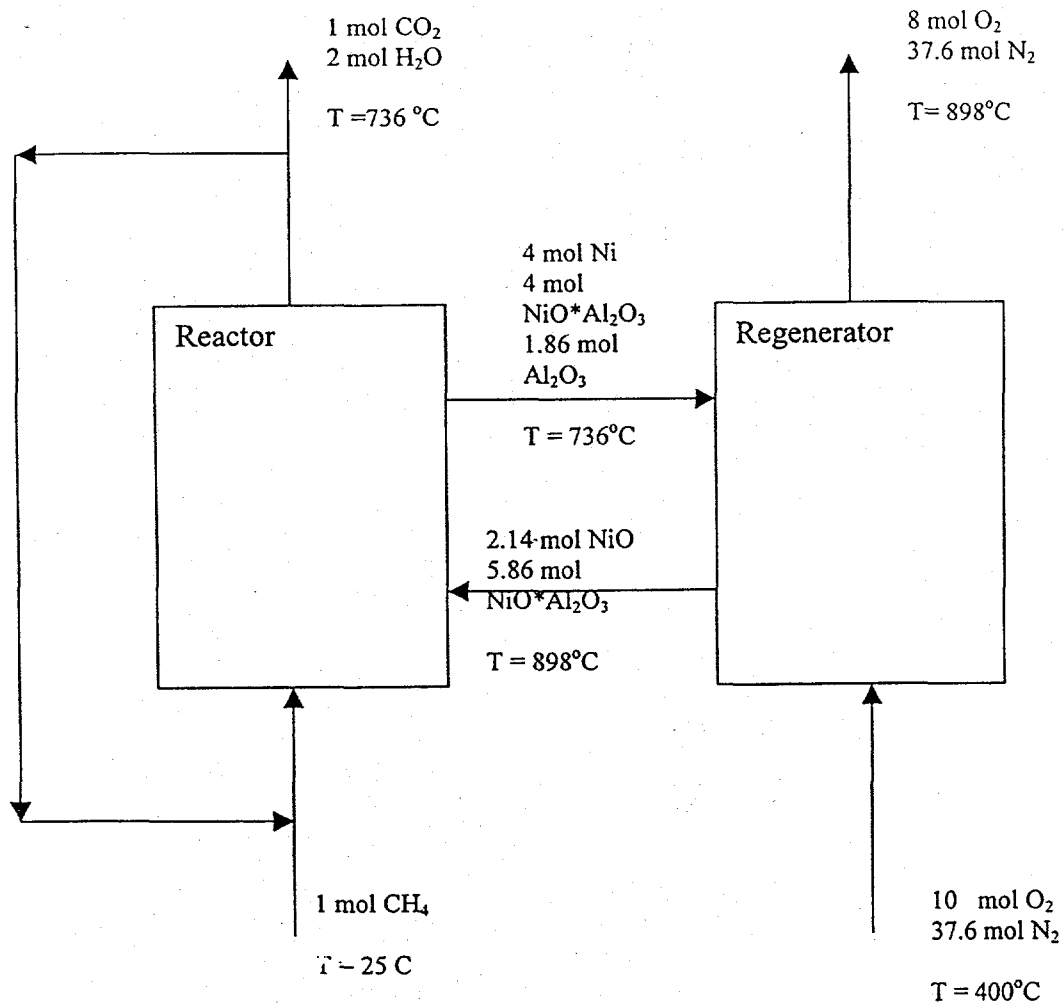 1 mol CO₂
2 mol H₂O
T =736 °C
8 mol O₂
37.6 mol N₂
T= 898°C
4 mol Ni
4 mol
NiO*Al₂O₃
1.86 mol
Al₂O₃
T = 736°C
Reactor
Regenerator
2.14 mol NiO
5.86 mol
NiO*Al₂O₃
T = 898°C
1 mol CH₄
T = 25 C
10 mol O₂
37.6 mol N₂
T = 400°C